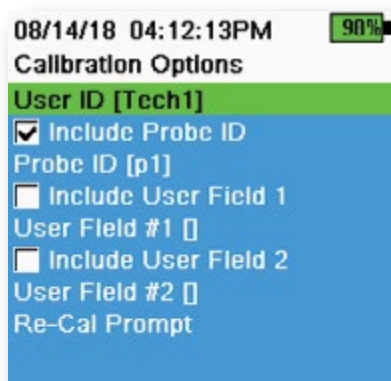 08/14/18 04:12:13PM 90%
Calibration Options
User ID [Tech1]
Include Probe ID
Probe ID [p1]
Include User Field 1
User Field #1 []
Include User Field 2
User Field #2 []
Re-Cal Prompt